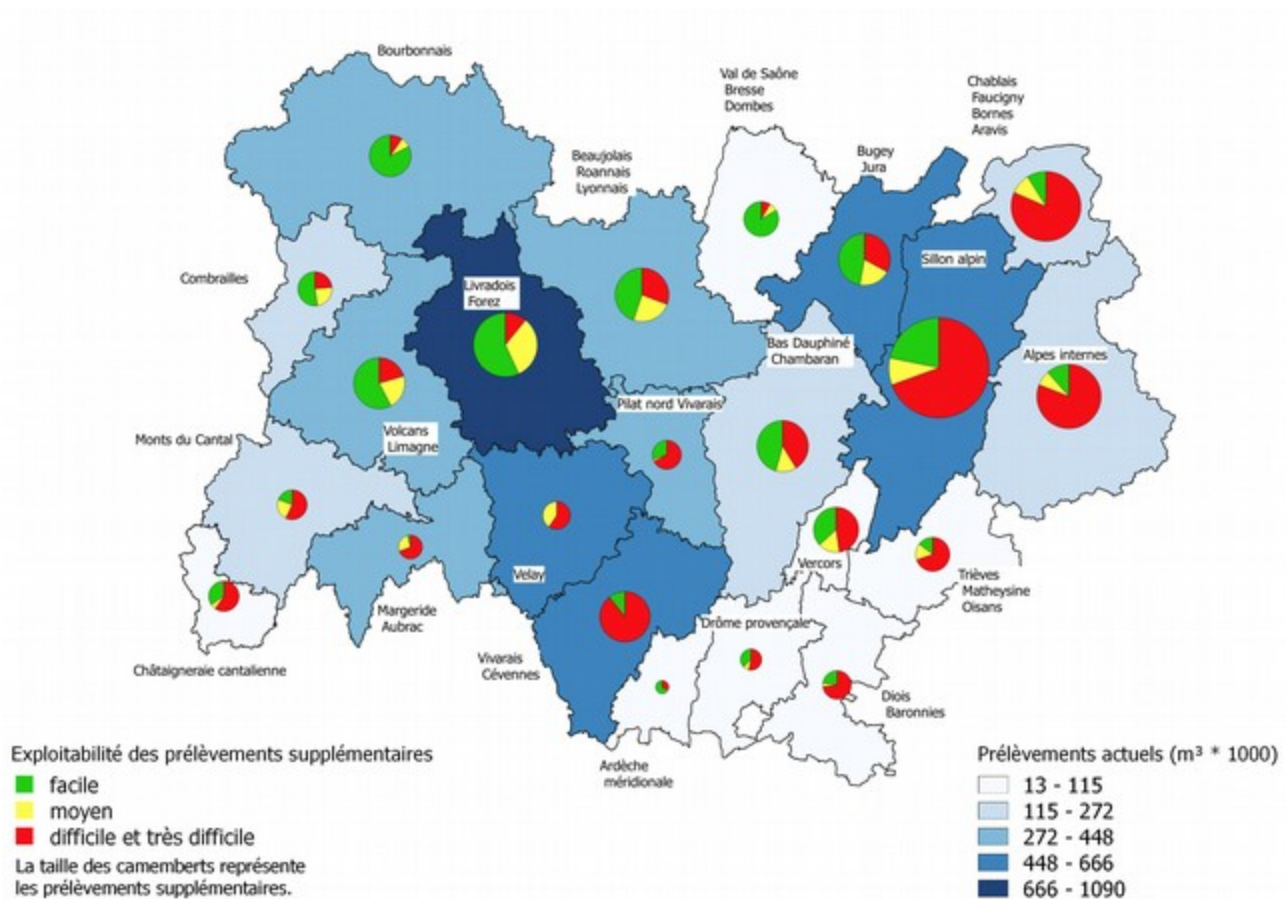 Bourbonnais
Val de Saône
Bresse
Dombes
Chablais
Faucigny
Bornes
Aravis
Beaujolais
Roannais
Lyonnais
Bugey
Jura
Combrailles
Livradois
Forez
Sillon alpin
Bas Dauphiné
Chambaran
Alpes internes
Pilat nord Vivarais
Monts du Cantal
Volcans
Limagne
Vercors
Velay
Trièves
Matheysine
Oisans
Margeride
Aubrac
Drôme provençale
Châtaigneraie cantalienne
Vivarais
Cévennes
Diois
Baronnies
Ardèche
méridionale
Exploitabilité des prélèvements supplémentaires
facile
moyen
difficile et très difficile
La taille des camemberts représente
les prélèvements supplémentaires.
Prélèvements actuels (m³ * 1000)
13 - 115
115 - 272
272 - 448
448 - 666
666 - 1090